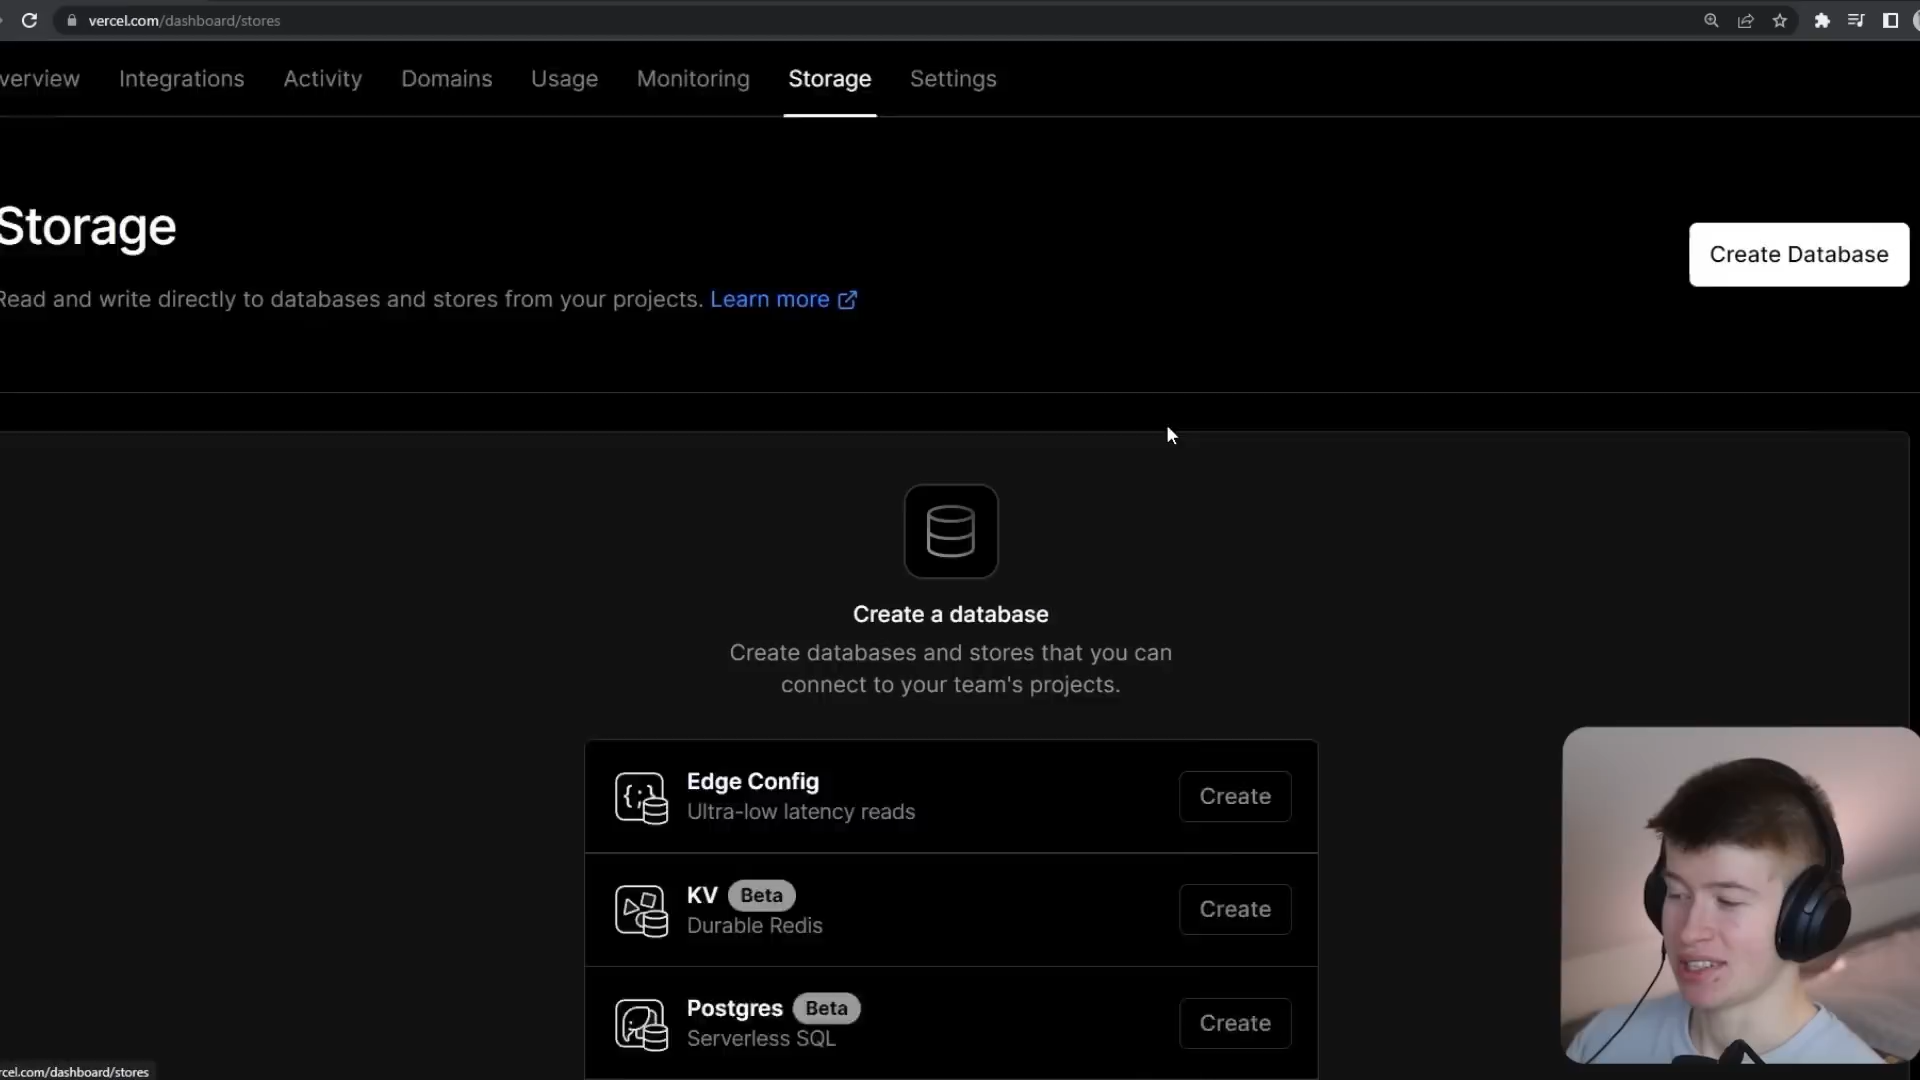 vercel.com/dashboard/stores
verview Integrations Activity Domains Usage Monitoring Storage Settings
Storage
Create Database
Read and write directly to databases and stores from your projects. Learn more
Create a database
Create databases and stores that you can
connect to your team's projects.
Edge Config
Ultra-low latency reads
Create
KV Beta
Durable Redis
Create
Postgres Beta
Serverless SQL
Create
rcel.com/dashboard/stores